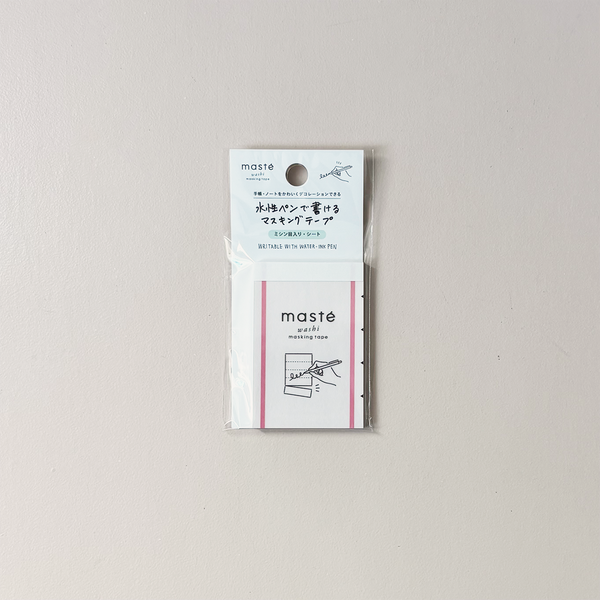 masté
washi
masking tape
手帳・ノートをかわいくデコレーションできる
水性ペンで書ける
マスキングテープ
ミシン目入り・シート
WRITABLE WITH WATER-INK PEN
masté
washi
masking tape